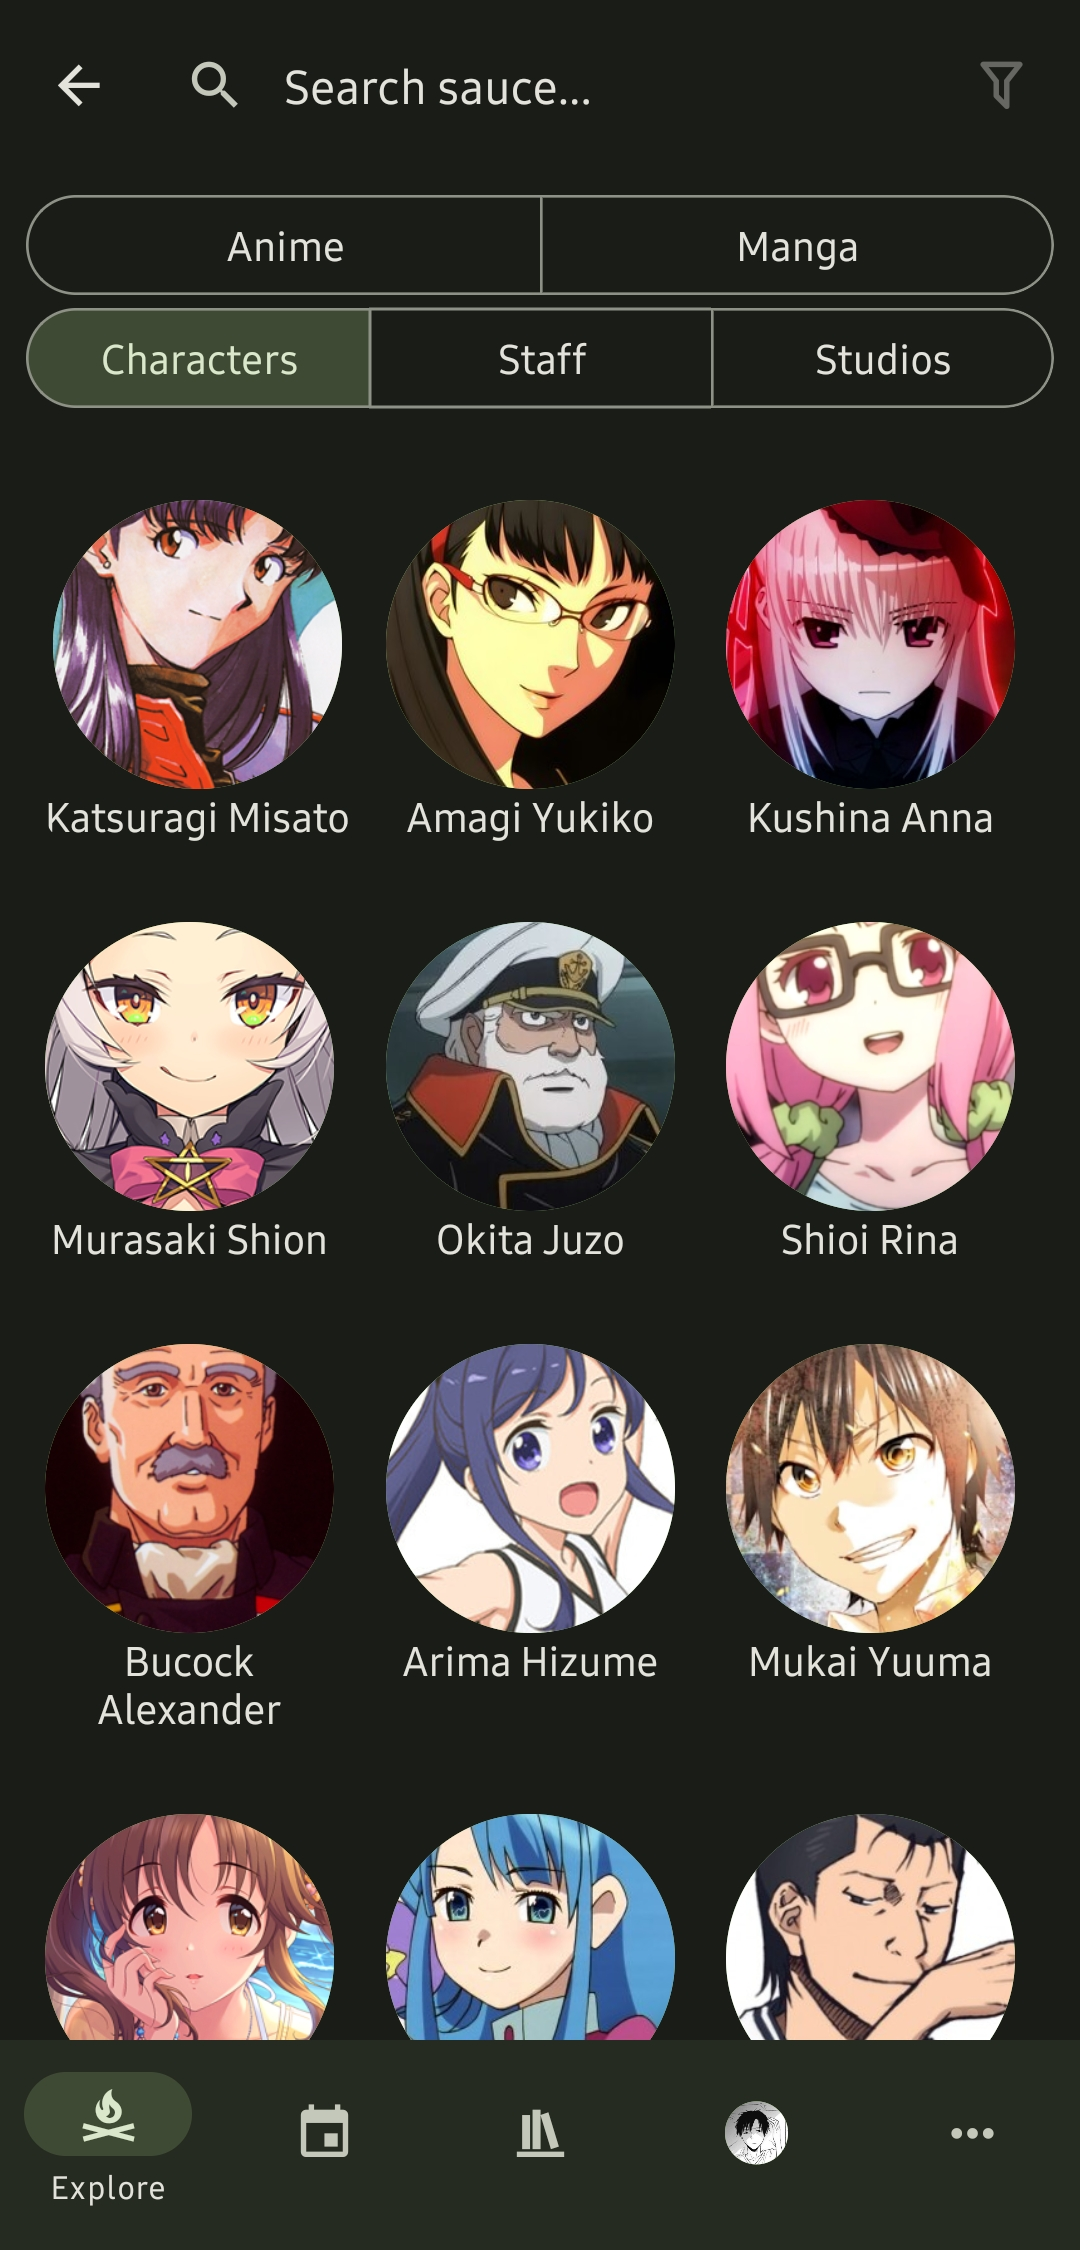 Search sauce...
Anime
Manga
Characters
Staff
Studios
Katsuragi Misato
Amagi Yukiko
Kushina Anna
Murasaki Shion
Okita Juzo
Shioi Rina
Bucock
Alexander
Arima Hizume
Mukai Yuuma
Explore